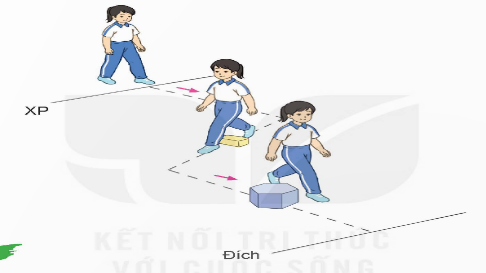 XP
Đích
KẾT NỐI TRI THỨC
VỚI CUỘC SỐNG